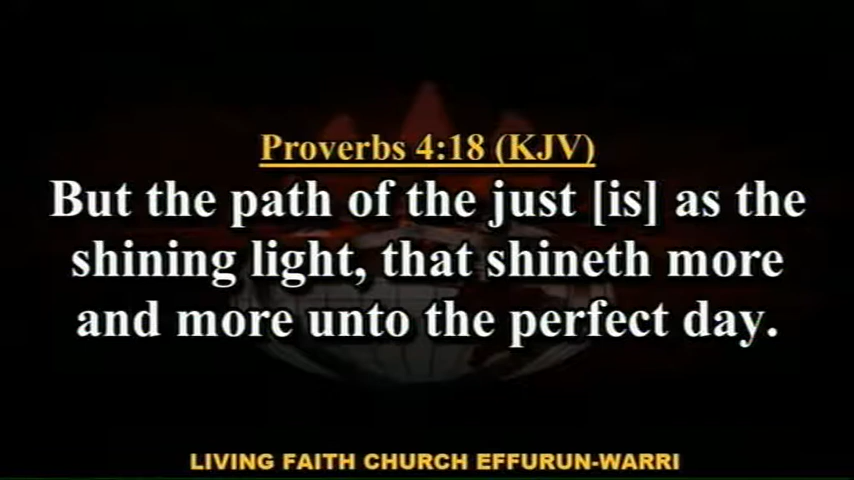 Proverbs 4:18 (KJV)
But the path of the just [is] as the
shining light, that shineth more
and more unto the perfect day.
LIVING FAITH CHURCH EFFURUN-WARRI